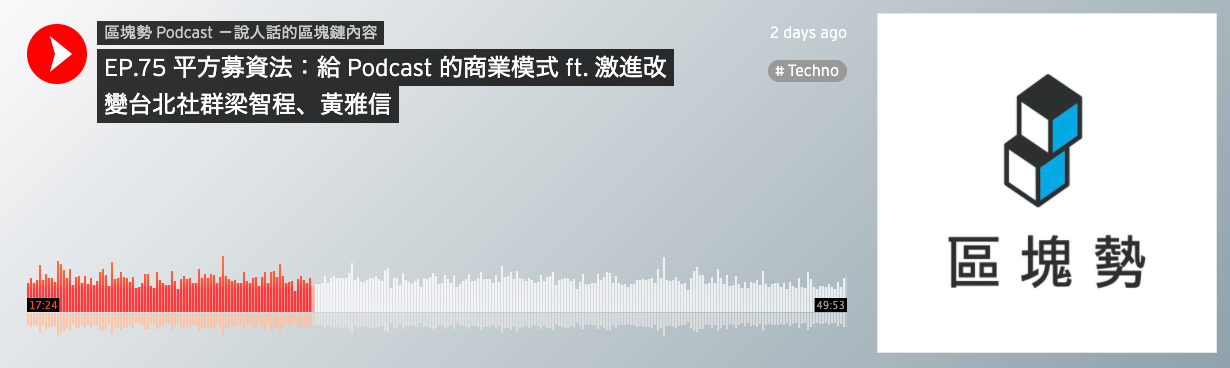 區塊勢 Podcast －說人話的區塊鏈內容
2 days ago
EP.75 平方募資法：給 Podcast 的商業模式 ft. 激進改
變台北社群梁智程、黃雅信
# Techno
17:24
49:53
區塊勢